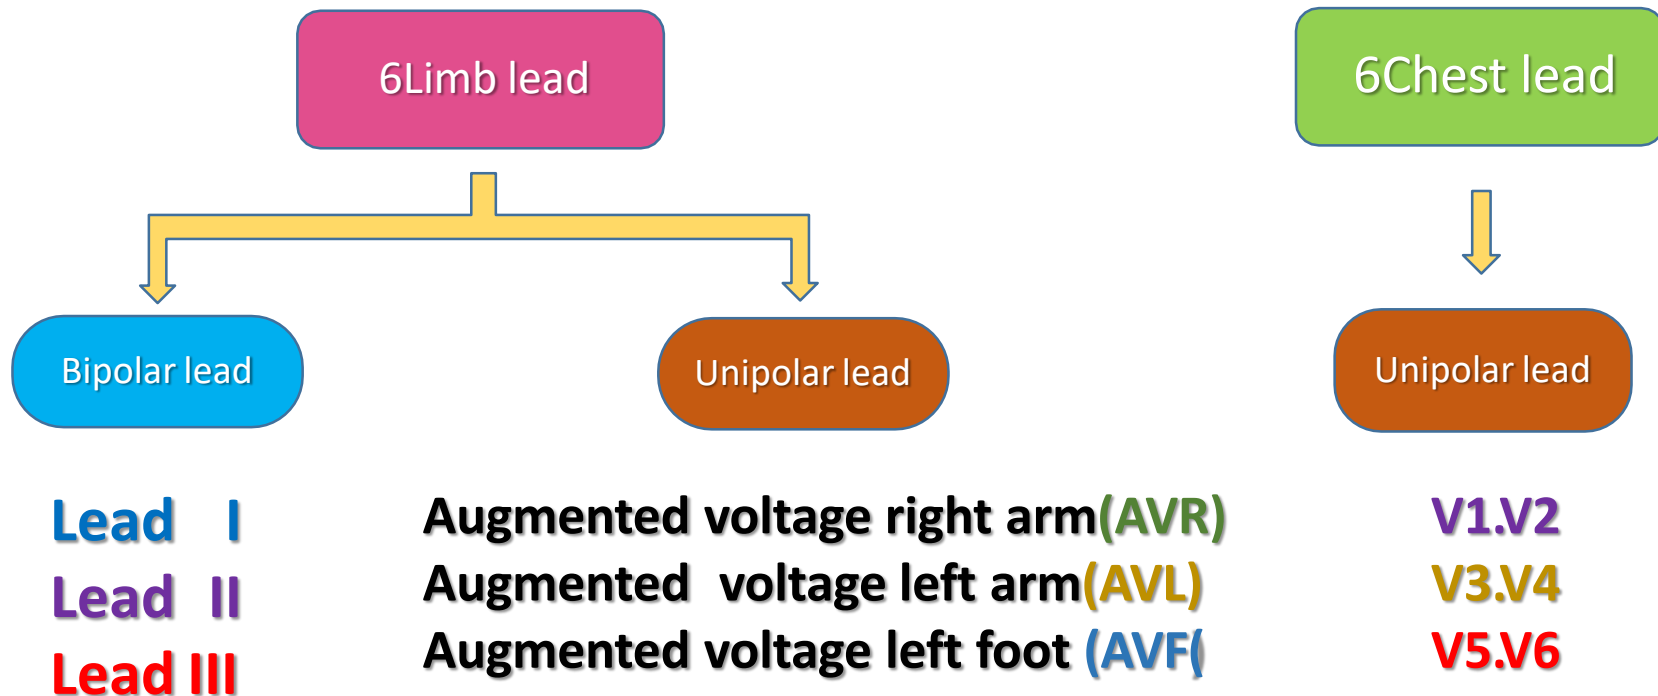 6Limb lead
6Chest lead
Bipolar lead
Unipolar lead
Unipolar lead
Lead I
Lead II
Lead III
Augmented voltage right arm(AVR)
Augmented voltage left arm(AVL)
Augmented voltage left foot (AVF(
V1.V2
V3.V4
V5.V6